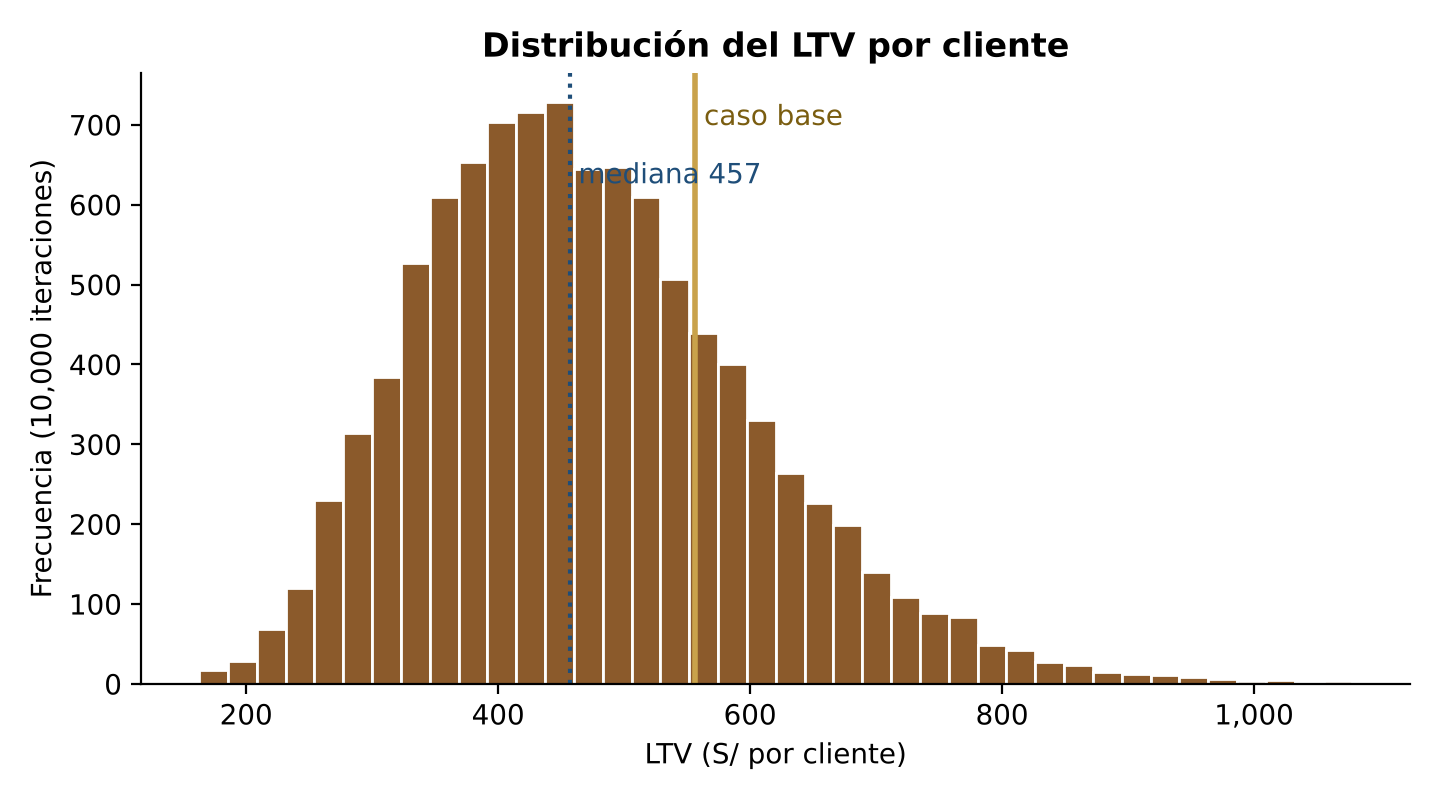 Distribución del LTV por cliente
caso base
mediana 457
Frecuencia (10,000 iteraciones)
700
600
500
400
300
200
100
0
200 400 600 800 1,000
LTV (S/ por cliente)